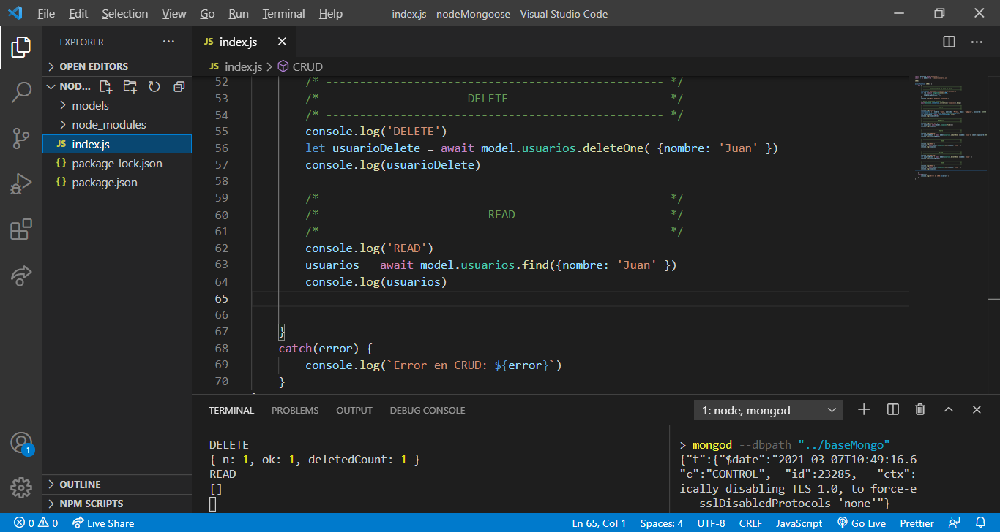 File Edit Selection View Go Run Terminal Help index.js - nodeMongoose - Visual Studio Code
EXPLORER
OPEN EDITORS
NOD...
models
node_modules
JS index.js
{} package-lock.json
{} package.json
OUTLINE
NPM SCRIPTS
JS index.js
JS index.js > CRUD
52 /* -------------------------------------------------- */
53 /* DELETE */
54 /* -------------------------------------------------- */
55 console.log('DELETE')
56 let usuarioDelete = await model.usuarios.deleteOne( {nombre: 'Juan' })
57 console.log(usuarioDelete)
58
59 /* -------------------------------------------------- */
60 /* READ */
61 /* -------------------------------------------------- */
62 console.log('READ')
63 usuarios = await model.usuarios.find({nombre: 'Juan' })
64 console.log(usuarios)
65
66
67 }
68 catch(error) {
69 console.log(`Error en CRUD: ${error}`)
70 }
TERMINAL PROBLEMS OUTPUT DEBUG CONSOLE 1: node, mongod
DELETE
{ n: 1, ok: 1, deletedCount: 1 }
READ
[]
> mongod --dbpath "../baseMongo"
{"t":{"$date":"2021-03-07T10:49:16.6
"c":"CONTROL", "id":23285, "ctx":
ically disabling TLS 1.0, to force-e
--sslDisabledProtocols 'none'"}
1
0 0 Live Share Ln 65, Col 1 Spaces: 4 UTF-8 CRLF JavaScript Go Live Prettier